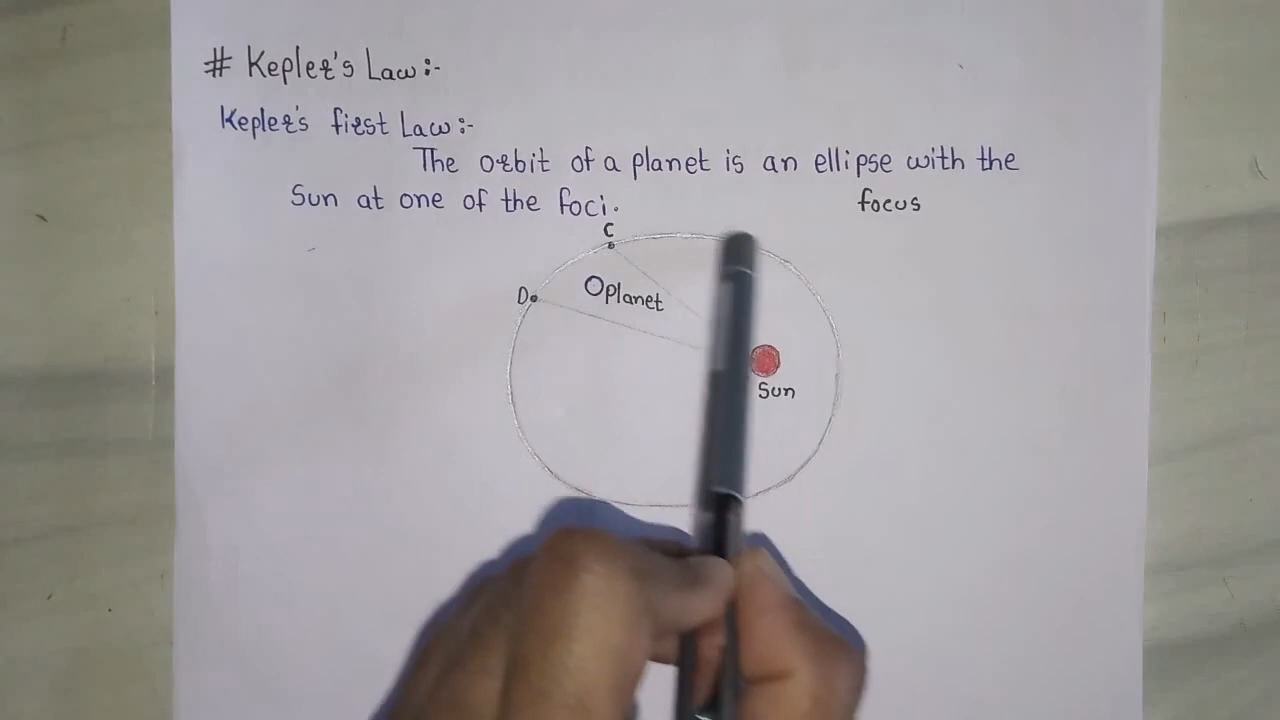 # Kepler's Law:-
Kepler's first Law:-
The orbit of a planet is an ellipse with the
Sun at one of the foci.
focus
C
D
Planet
Sun